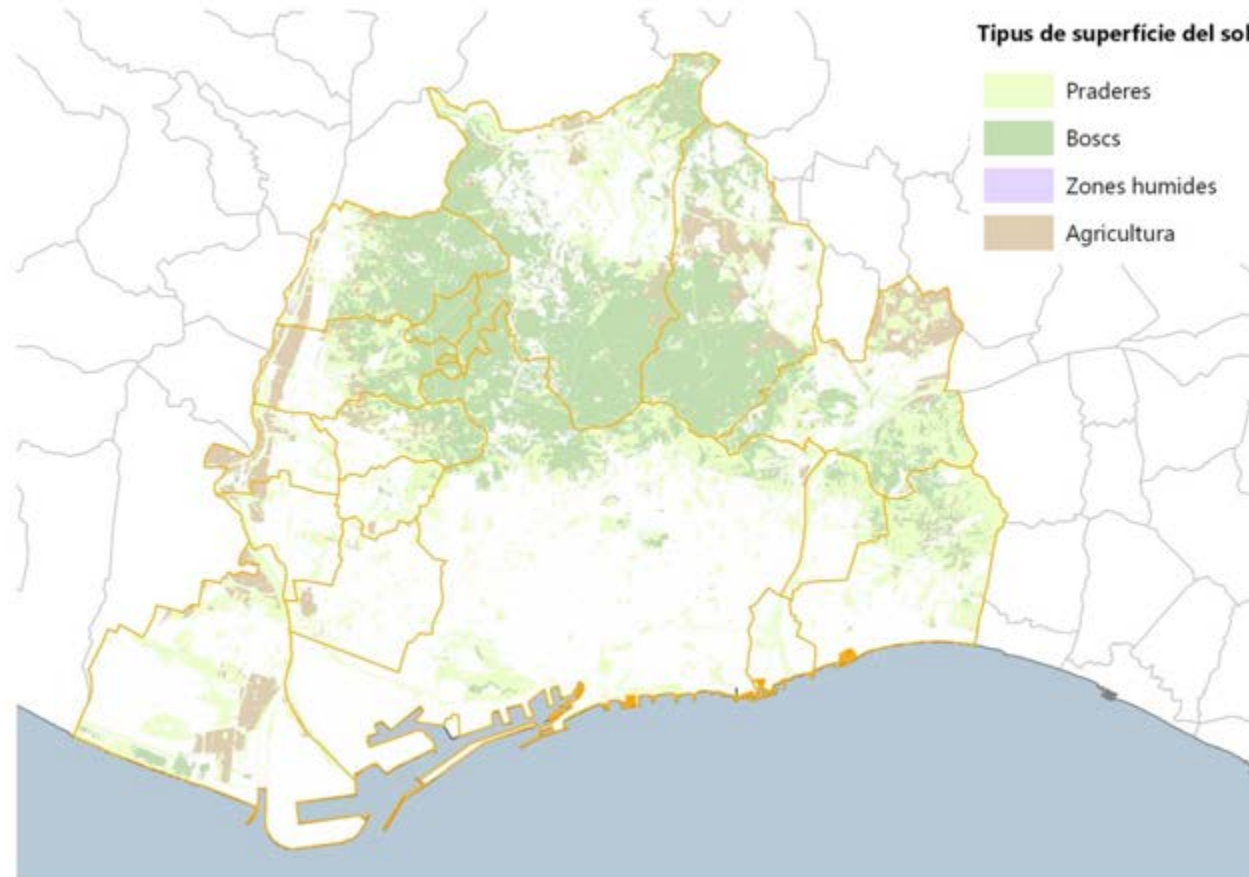 Tipus de superfície del sol
Praderes
Boscs
Zones humides
Agricultura